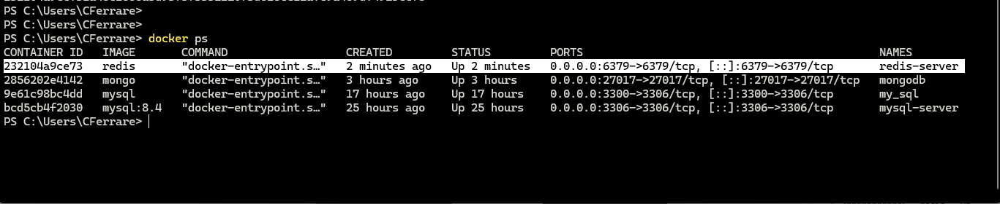 PS C:\Users\CFerrare>
PS C:\Users\CFerrare>
PS C:\Users\CFerrare> docker ps
CONTAINER ID   IMAGE       COMMAND                  CREATED         STATUS         PORTS                                             NAMES
232104a9ce73   redis       "docker-entrypoint.s…"   2 minutes ago   Up 2 minutes   0.0.0.0:6379->6379/tcp, [::]:6379->6379/tcp       redis-server
2856202e4142   mongo       "docker-entrypoint.s…"   3 hours ago     Up 3 hours     0.0.0.0:27017->27017/tcp, [::]:27017->27017/tcp   mongodb
9e61c98bc4dd   mysql       "docker-entrypoint.s…"   17 hours ago    Up 17 hours    0.0.0.0:3300->3306/tcp, [::]:3300->3306/tcp       my_sql
bcd5cb4f2030   mysql:8.4   "docker-entrypoint.s…"   25 hours ago    Up 25 hours    0.0.0.0:3306->3306/tcp, [::]:3306->3306/tcp       mysql-server
PS C:\Users\CFerrare>